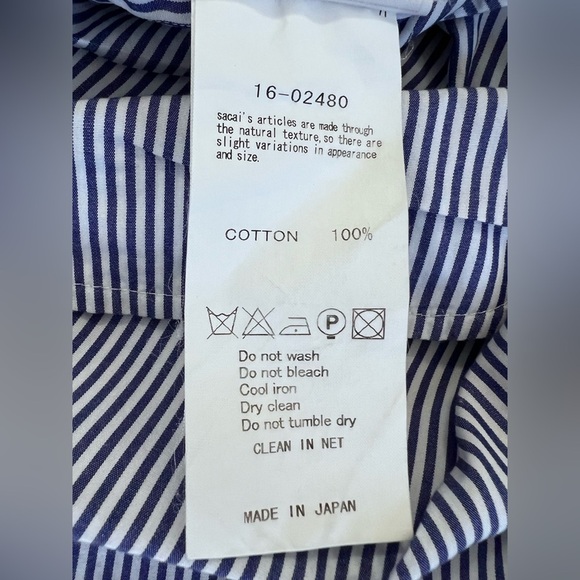 16-02480
sacai's articles are made through
the natural texture, so there are
slight variations in appearance
and size.
COTTON 100%
P
Do not wash
Do not bleach
Cool iron
Dry clean
Do not tumble dry
CLEAN IN NET
MADE IN JAPAN